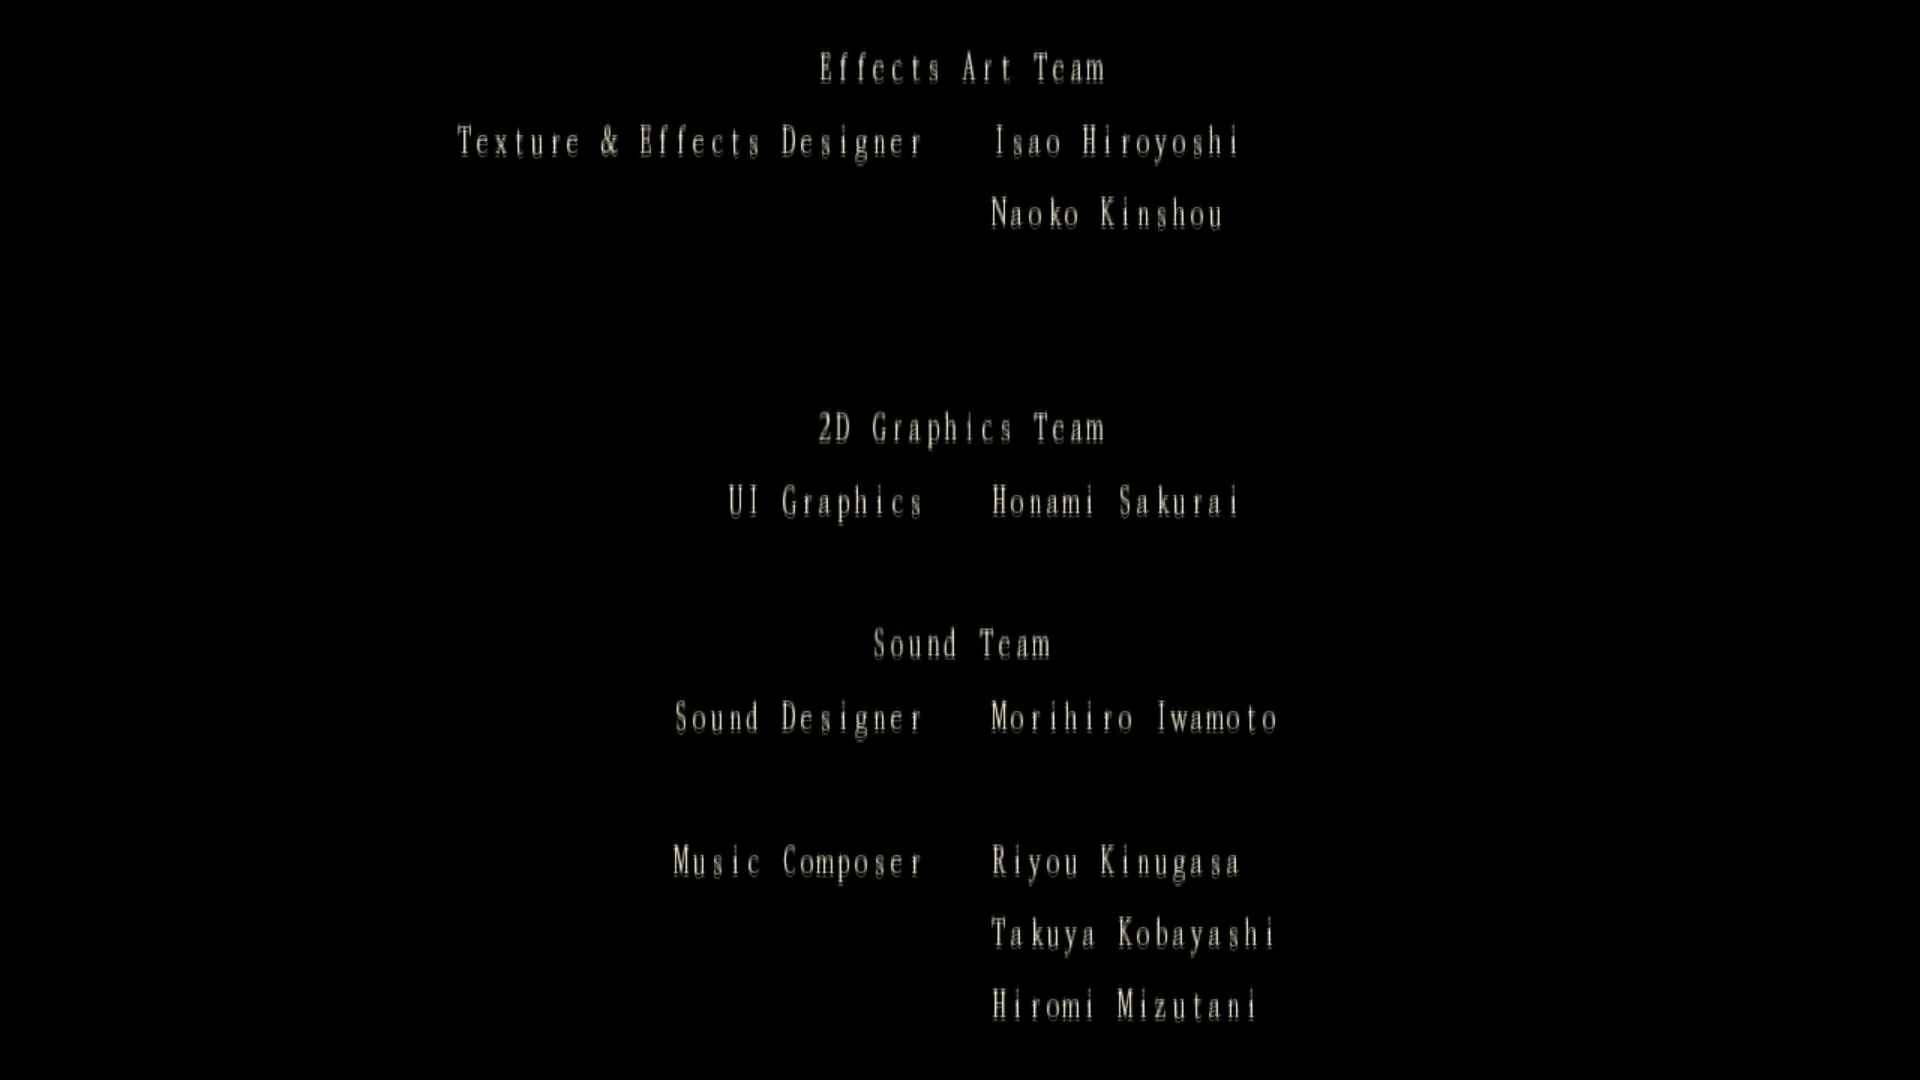 Effects Art Team
Texture & Effects Designer Isao Hiroyoshi
Naoko Kinshou
2D Graphics Team
UI Graphics Honami Sakurai
Sound Team
Sound Designer Morihiro Iwamoto
Music Composer Riyou Kinugasa
Takuya Kobayashi
Hiromi Mizutani